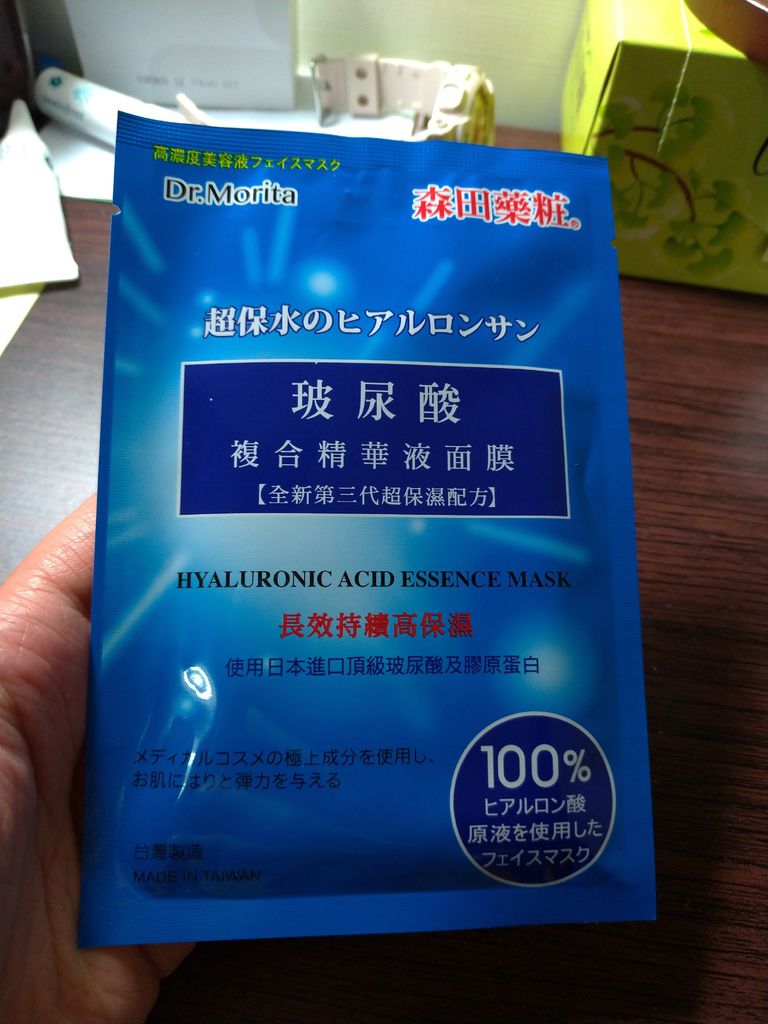 高濃度美容液フェイスマスク
Dr.Morita
森田藥粧®
超保水のヒアルロンサン
玻尿酸
複合精華液面膜
【全新第三代超保濕配方】
HYALURONIC ACID ESSENCE MASK
長效持續高保濕
使用日本進口頂級玻尿酸及膠原蛋白
メディカルコスメの極上成分を使用し、
お肌にはりと弾力を与える
100%
ヒアルロン酸
原液を使用した
フェイスマスク
台灣製造
MADE IN TAIWAN